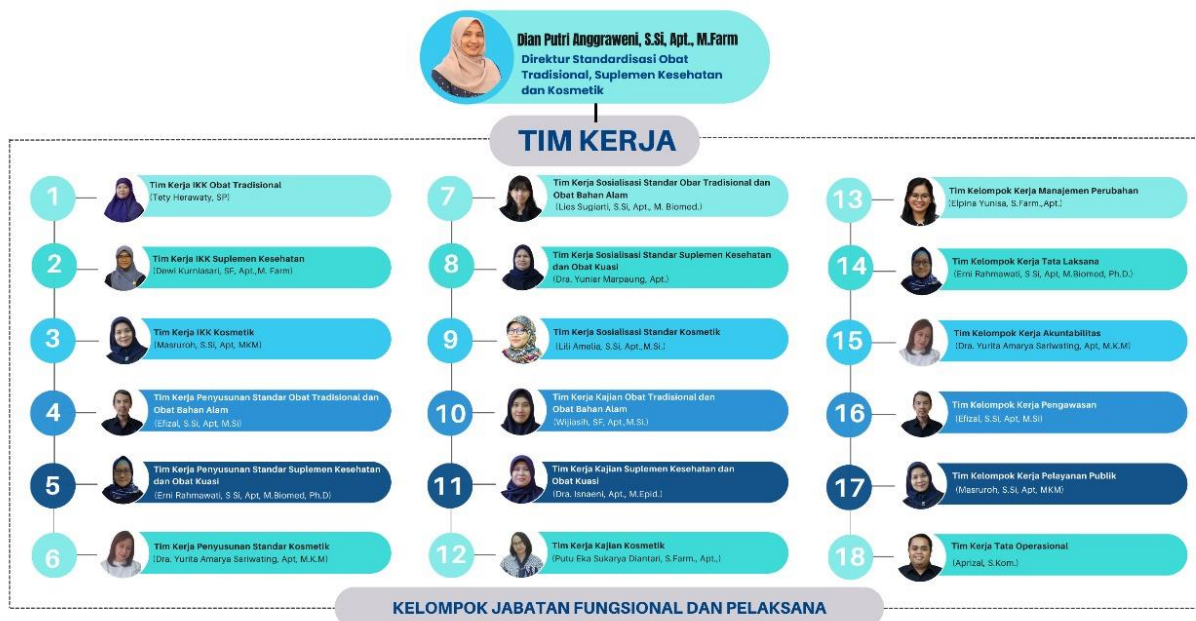 Dian Putri Anggraweni, S.Si, Apt., M.Farm
Direktur Standardisasi Obat
Tradisional, Suplemen Kesehatan
dan Kosmetik
TIM KERJA
1
Tim Kerja IKK Obat Tradisional
(Tety Herawaty, SP)
2
Tim Kerja IKK Suplemen Kesehatan
(Dewi Kurniasari, SF, Apt.,M. Farm)
3
Tim Kerja IKK Kosmetik
(Masruroh, S.Si, Apt, MKM)
4
Tim Kerja Penyusunan Standar Obat Tradisional dan
Obat Bahan Alam
(Efizal, S.Si, Apt, M.Si)
5
Tim Kerja Penyusunan Standar Suplemen Kesehatan
dan Obat Kuasi
(Erni Rahmawati, S Si, Apt, M.Biomed, Ph.D)
6
Tim Kerja Penyusunan Standar Kosmetik
(Dra. Yurita Amarya Sariwating, Apt, M.K.M)
7
Tim Kerja Sosialisasi Standar Obar Tradisional dan
Obat Bahan Alam
(Lies Sugiarti, S.Si, Apt., M. Biomed.)
8
Tim Kerja Sosialisasi Standar Suplemen Kesehatan
dan Obat Kuasi
(Dra. Yuniar Marpaung, Apt.)
9
Tim Kerja Sosialisasi Standar Kosmetik
(Lili Amelia, S.Si, Apt.,M.Si.)
10
Tim Kerja Kajian Obat Tradisional dan
Obat Bahan Alam
(Wijiasih, SF, Apt.,M.Si.)
11
Tim Kerja Kajian Suplemen Kesehatan dan
Obat Kuasi
(Dra. Isnaeni, Apt., M.Epid.)
12
Tim Kerja Kajian Kosmetik
(Putu Eka Sukarya Diantari, S.Farm., Apt.,)
13
Tim Kelompok Kerja Manajemen Perubahan
(Elpina Yunisa, S.Farm.,Apt.)
14
Tim Kelompok Kerja Tata Laksana
(Erni Rahmawati, S Si, Apt, M.Biomed, Ph.D.)
15
Tim Kelompok Kerja Akuntabilitas
(Dra. Yurita Amarya Sariwating, Apt, M.K.M)
16
Tim Kelompok Kerja Pengawasan
(Efizal, S.Si, Apt, M.Si)
17
Tim Kelompok Kerja Pelayanan Publik
(Masruroh, S.Si, Apt, MKM)
18
Tim Kerja Tata Operasional
(Aprizal, S.Kom.)
KELOMPOK JABATAN FUNGSIONAL DAN PELAKSANA